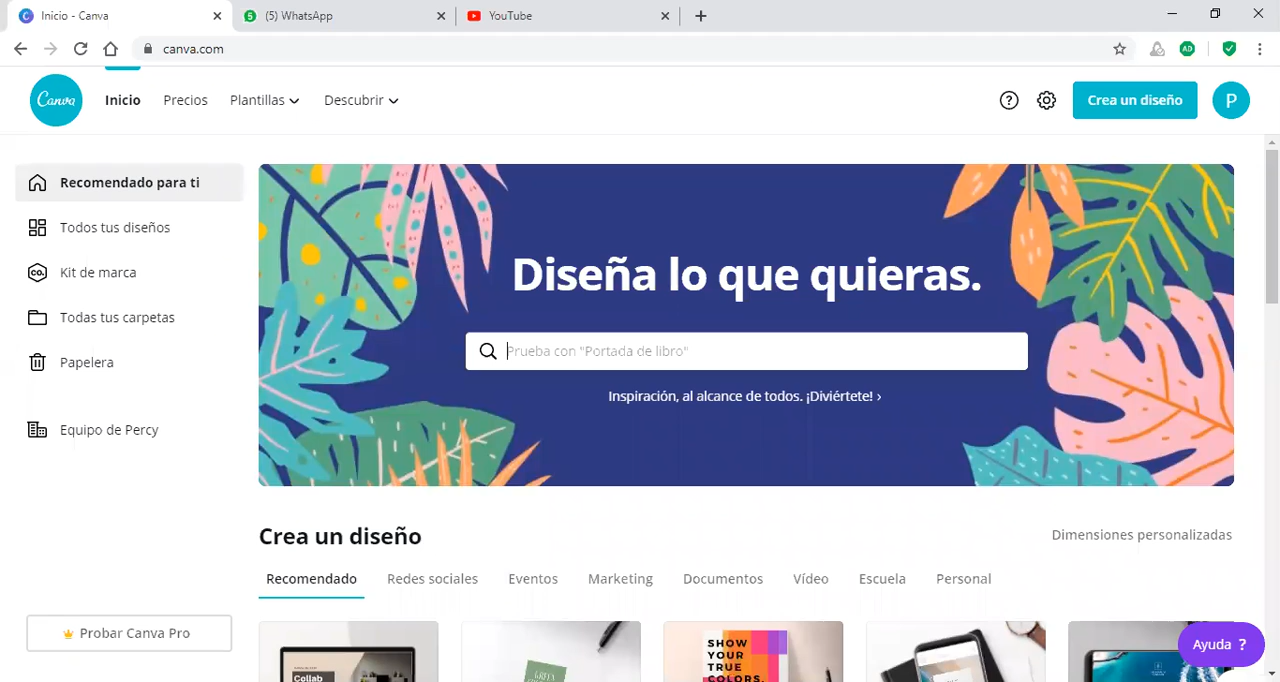 Inicio - Canva
(5) WhatsApp
YouTube
canva.com
AD
Canva
Inicio
Precios
Plantillas
Descubrir
?
Crea un diseño
P
Recomendado para ti
Todos tus diseños
CO.
Kit de marca
Todas tus carpetas
Papelera
Equipo de Percy
Probar Canva Pro
Diseña lo que quieras.
Prueba con "Portada de libro"
Inspiración, al alcance de todos. ¡Diviértete! ›
Crea un diseño
Dimensiones personalizadas
Recomendado
Redes sociales
Eventos
Marketing
Documentos
Vídeo
Escuela
Personal
Collab
SHOW
YOUR
TRUE
COLORS.
Ayuda ?